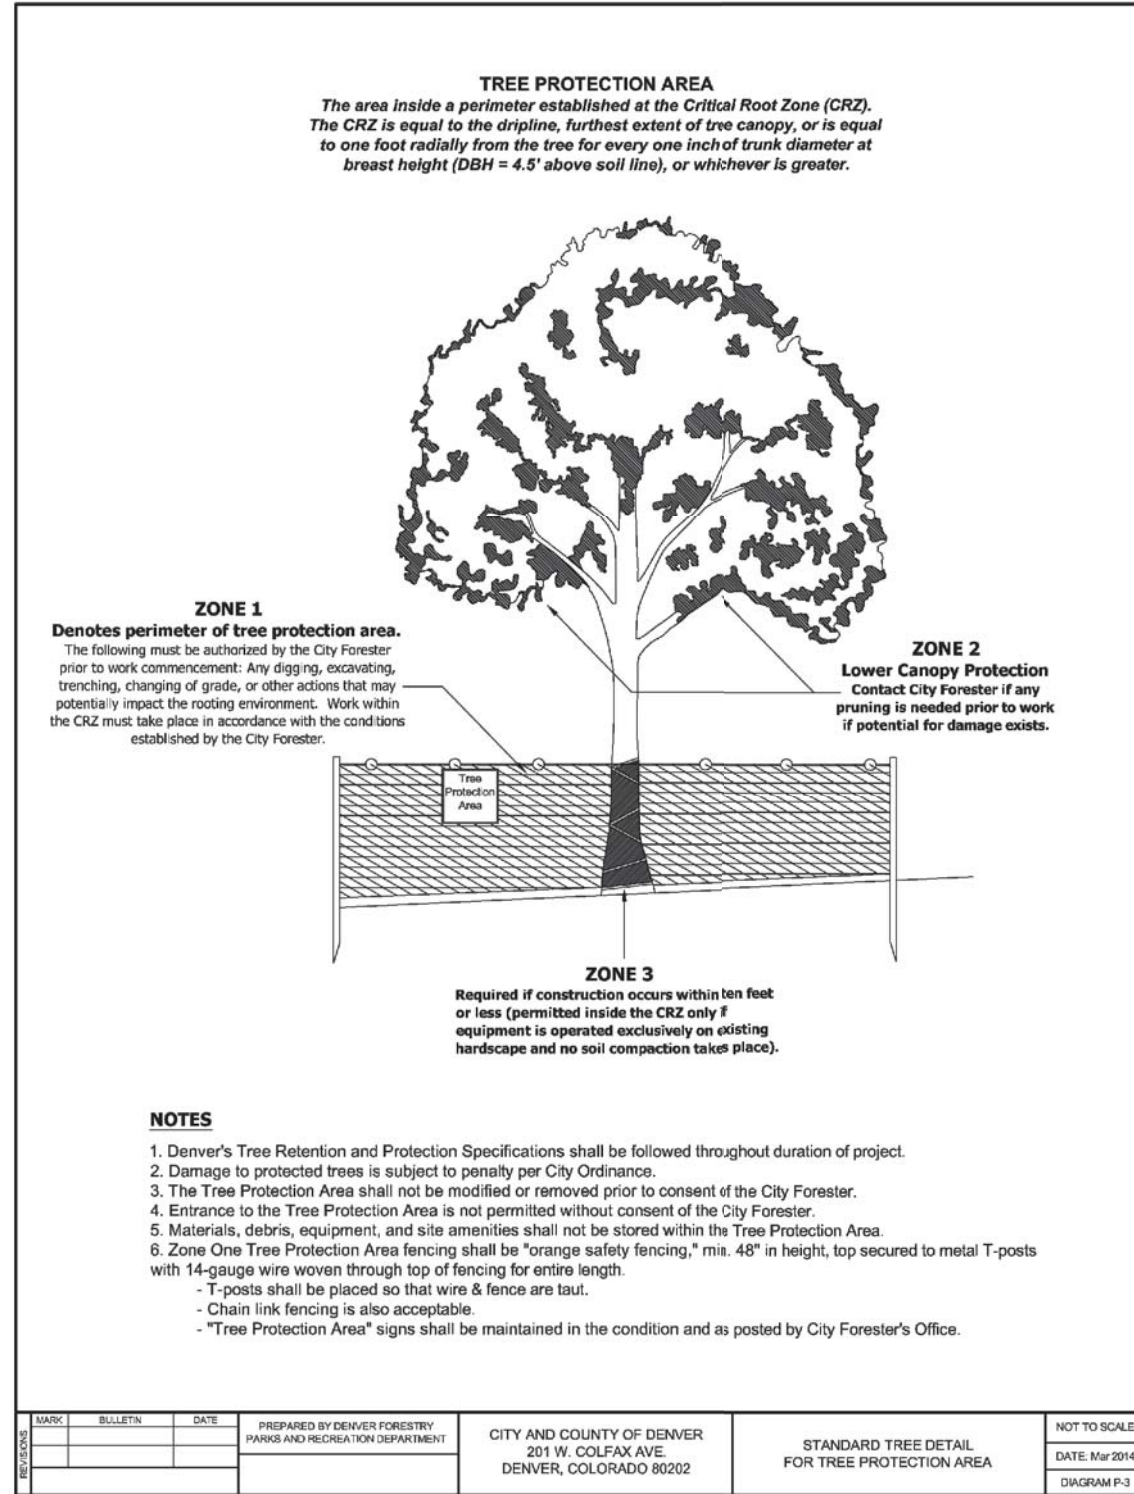 TREE PROTECTION AREA
The area inside a perimeter established at the Critical Root Zone (CRZ).
The CRZ is equal to the dripline, furthest extent of tree canopy, or is equal
to one foot radially from the tree for every one inch of trunk diameter at
breast height (DBH = 4.5' above soil line), or whichever is greater.
ZONE 1
Denotes perimeter of tree protection area.
The following must be authorized by the City Forester
prior to work commencement: Any digging, excavating,
trenching, changing of grade, or other actions that may
potentially impact the rooting environment. Work within
the CRZ must take place in accordance with the conditions
established by the City Forester.
ZONE 2
Lower Canopy Protection
Contact City Forester if any
pruning is needed prior to work
if potential for damage exists.
Tree
Protection
Area
ZONE 3
Required if construction occurs within ten feet
or less (permitted inside the CRZ only if
equipment is operated exclusively on existing
hardscape and no soil compaction takes place).
NOTES
1. Denver's Tree Retention and Protection Specifications shall be followed throughout duration of project.
2. Damage to protected trees is subject to penalty per City Ordinance.
3. The Tree Protection Area shall not be modified or removed prior to consent of the City Forester.
4. Entrance to the Tree Protection Area is not permitted without consent of the City Forester.
5. Materials, debris, equipment, and site amenities shall not be stored within the Tree Protection Area.
6. Zone One Tree Protection Area fencing shall be "orange safety fencing," min. 48" in height, top secured to metal T-posts
with 14-gauge wire woven through top of fencing for entire length.
- T-posts shall be placed so that wire & fence are taut.
- Chain link fencing is also acceptable.
- "Tree Protection Area" signs shall be maintained in the condition and as posted by City Forester's Office.
REVISIONS
MARK BULLETIN DATE
PREPARED BY DENVER FORESTRY
PARKS AND RECREATION DEPARTMENT
CITY AND COUNTY OF DENVER
201 W. COLFAX AVE.
DENVER, COLORADO 80202
STANDARD TREE DETAIL
FOR TREE PROTECTION AREA
NOT TO SCALE
DATE: Mar 2014
DIAGRAM P-3